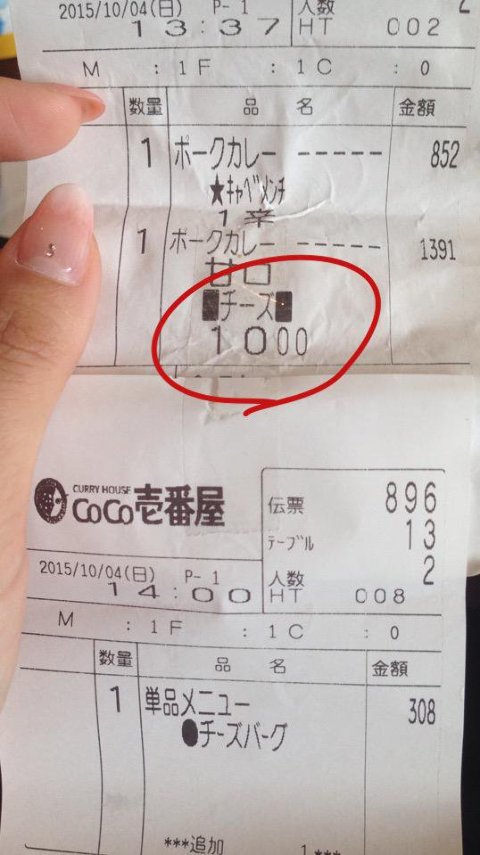 2015/10/04(日) P- 1 人数 2
13:37 HT 002
M : 1 F : 1 C : 0
数量 品 名 金額
1 ポークカレー ----- 852
★キャベメンチ
1 辛
1 ポークカレー ----- 1391
甘口
■チーズ■
1000
CURRY HOUSE
CoCo壱番屋
伝票 896
テーブル 13
2015/10/04(日) P- 1 人数 2
14:00 HT 008
M : 1 F : 1 C : 0
数量 品 名 金額
1 単品メニュー 308
●チーズバーグ
***追加 1 ***